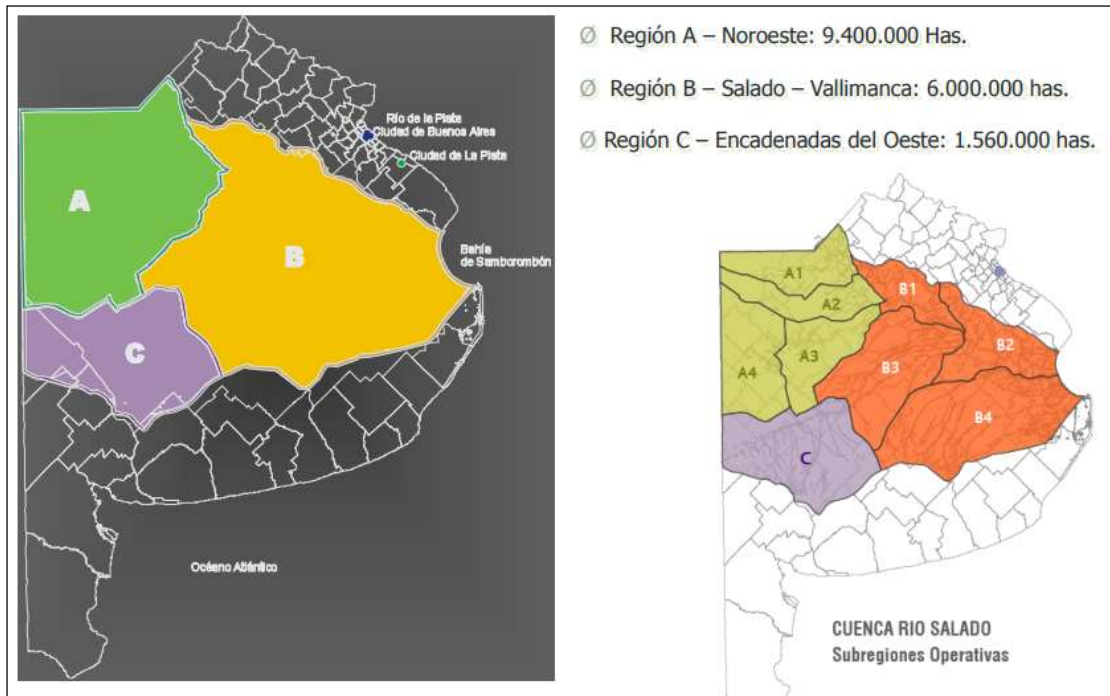 A
B
C
Río de la Plata
Ciudad de Buenos Aires
Ciudad de La Plata
Bahía
de Samborombón
Océano Atlántico
Ø Región A – Noroeste: 9.400.000 Has.
Ø Región B – Salado – Vallimanca: 6.000.000 has.
Ø Región C – Encadenadas del Oeste: 1.560.000 has.
A1
A2
A3
A4
B1
B2
B3
B4
C
CUENCA RIO SALADO
Subregiones Operativas